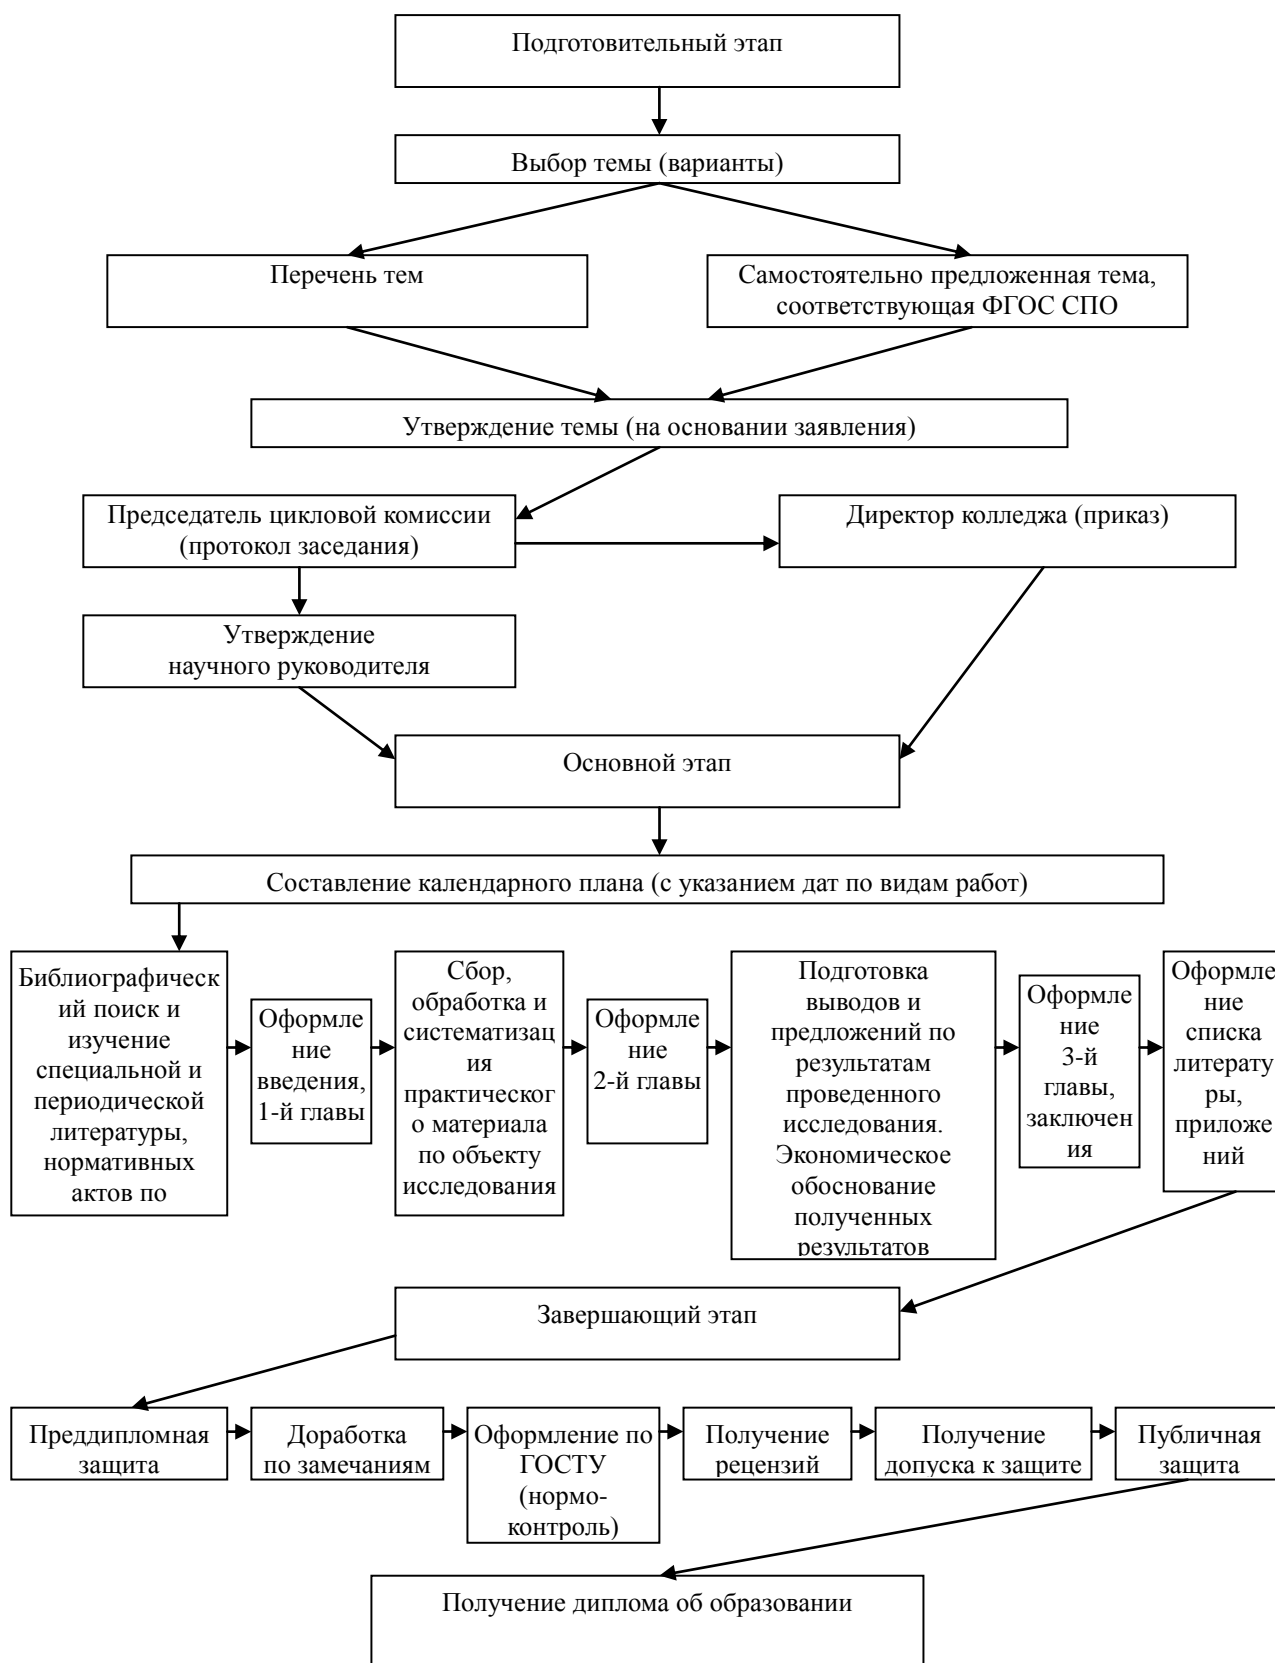 Подготовительный этап
Выбор темы (варианты)
Перечень тем
Самостоятельно предложенная тема,
соответствующая ФГОС СПО
Утверждение темы (на основании заявления)
Председатель цикловой комиссии
(протокол заседания)
Директор колледжа (приказ)
Утверждение
научного руководителя
Основной этап
Составление календарного плана (с указанием дат по видам работ)
Библиографическ
ий поиск и
изучение
специальной и
периодической
литературы,
нормативных
актов по
Оформле
ние
введения,
1-й главы
Сбор,
обработка и
систематизац
ия
практическог
о материала
по объекту
исследования
Оформле
ние
2-й главы
Подготовка
выводов и
предложений по
результатам
проведенного
исследования.
Экономическое
обоснование
полученных
результатов
Оформле
ние
3-й
главы,
заключен
ия
Оформле
ние
списка
литерату
ры,
приложе
ний
Завершающий этап
Преддипломная
защита
Доработка
по замечаниям
Оформление по
ГОСТУ
(нормо-
контроль)
Получение
рецензий
Получение
допуска к защите
Публичная
защита
Получение диплома об образовании